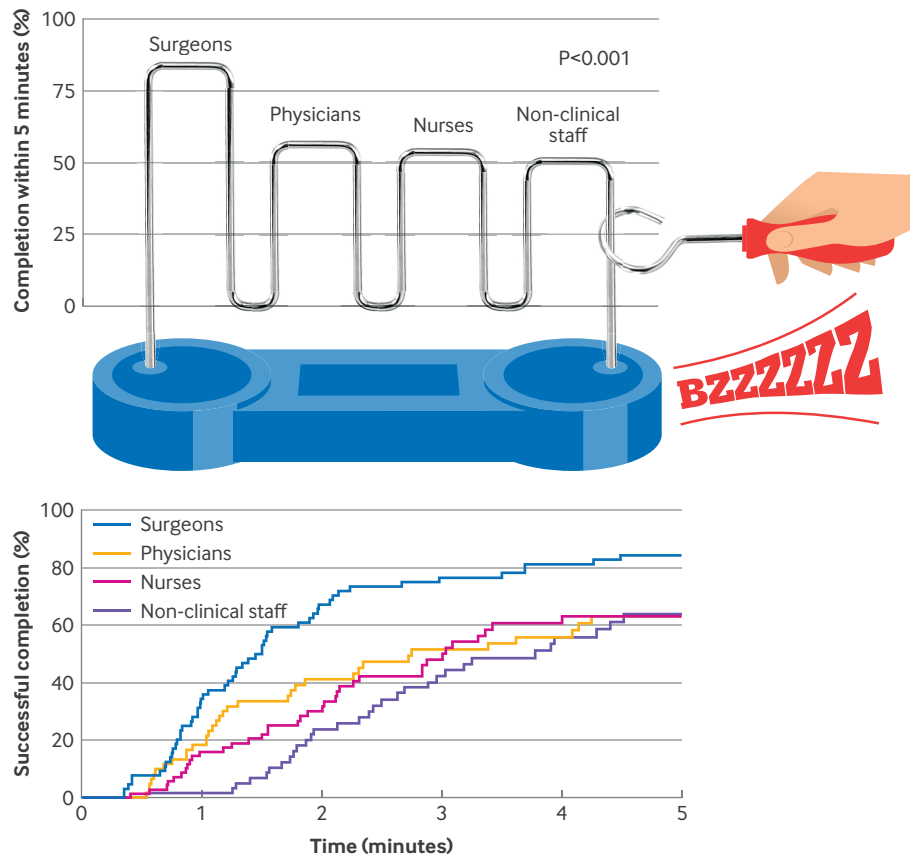 Completion within 5 minutes (%)
100
75
50
25
0
Surgeons
Physicians
Nurses
Non-clinical
staff
P<0.001
BZZZZZZ
Successful completion (%)
100
80
60
40
20
0
Surgeons
Physicians
Nurses
Non-clinical staff
0 1 2 3 4 5
Time (minutes)